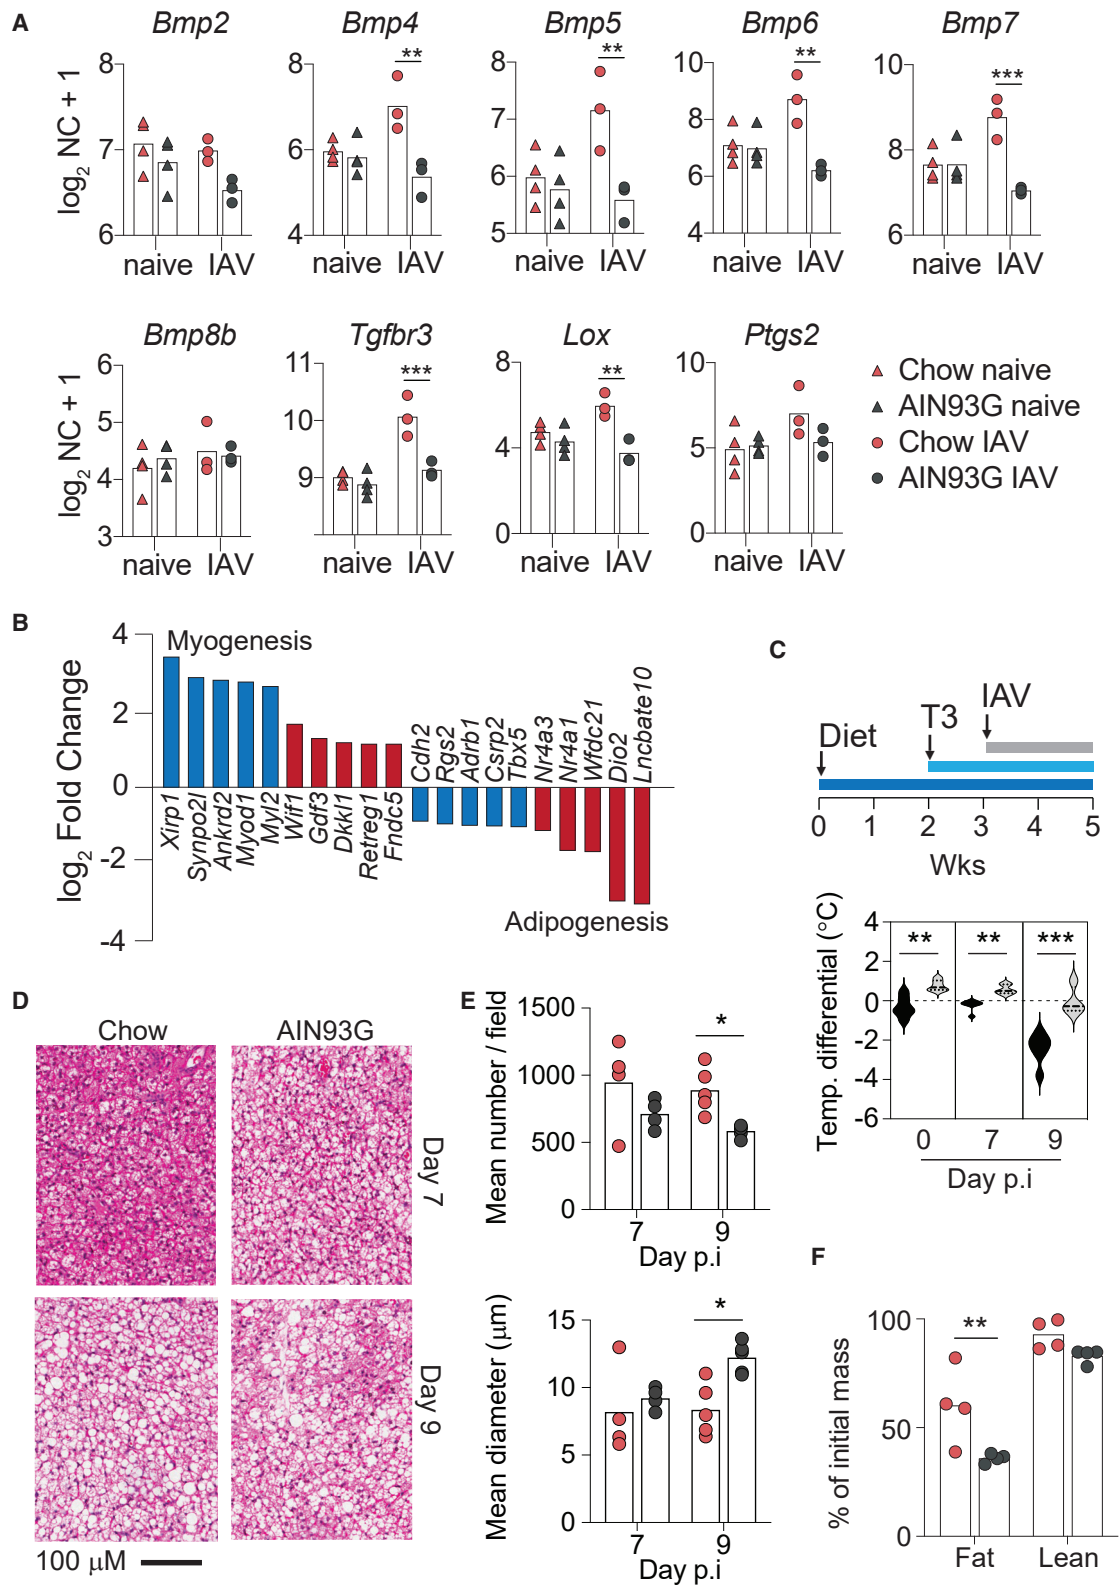 A
Bmp2
Bmp4
Bmp5
Bmp6
Bmp7
log2 NC + 1
8
7
6
naive IAV
8
6
4
**
naive IAV
8
7
6
5
**
naive IAV
10
8
6
4
**
naive IAV
10
8
6
***
naive IAV
Bmp8b
Tgfbr3
Lox
Ptgs2
log2 NC + 1
6
5
4
3
naive IAV
11
10
9
***
naive IAV
8
4
0
**
naive IAV
10
5
0
naive IAV
Chow naive
AIN93G naive
Chow IAV
AIN93G IAV
B
log2 Fold Change
4
2
0
-2
-4
Myogenesis
Xirp1
Synpo2l
Ankrd2
Myod1
Myl2
Wif1
Gdf3
Dkkl1
Retreg1
Fndc5
Cdh2
Rgs2
Adrb1
Csrp2
Tbx5
Nr4a3
Nr4a1
Wfdc21
Dio2
Lncbate10
Adipogenesis
C
Diet
T3
IAV
0 1 2 3 4 5
Wks
Temp. differential (°C)
4
2
0
-2
-4
-6
** ** ***
0 7 9
Day p.i
D
Chow
AIN93G
Day 7
Day 9
100 μM
E
Mean number / field
1500
1000
500
0
*
7 9
Day p.i
Mean diameter (μm)
15
10
5
0
*
7 9
Day p.i
F
% of initial mass
100
50
0
**
Fat Lean